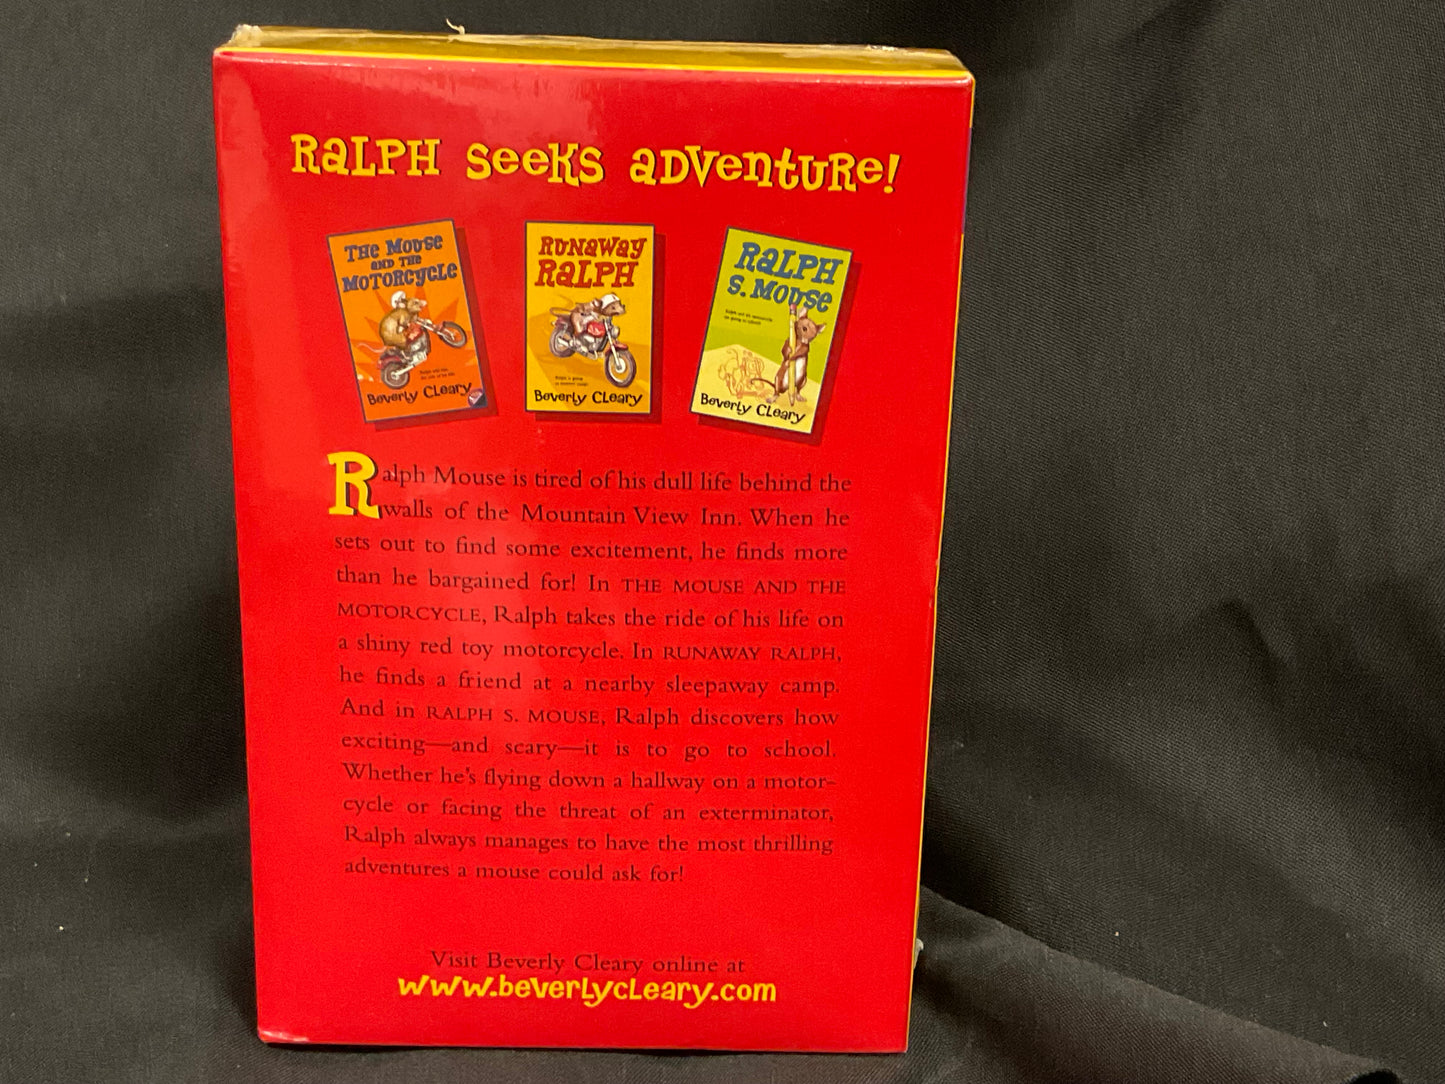 RaLPH seeks aDVentURe!
THe MoUse
anD THe
MoTORcycLe
Beverly CLeary
RUnaway
RaLPH
Beverly CLeary
RaLPH
s. MoUse
Beverly CLeary
Ralph Mouse is tired of his dull life behind the
walls of the Mountain View Inn. When he
sets out to find some excitement, he finds more
than he bargained for! In THE MOUSE AND THE
MOTORCYCLE, Ralph takes the ride of his life on
a shiny red toy motorcycle. In RUNAWAY RALPH,
he finds a friend at a nearby sleepaway camp.
And in RALPH S. MOUSE, Ralph discovers how
exciting—and scary—it is to go to school.
Whether he's flying down a hallway on a motor-
cycle or facing the threat of an exterminator,
Ralph always manages to have the most thrilling
adventures a mouse could ask for!
Visit Beverly Cleary online at
www.beverlycleary.com